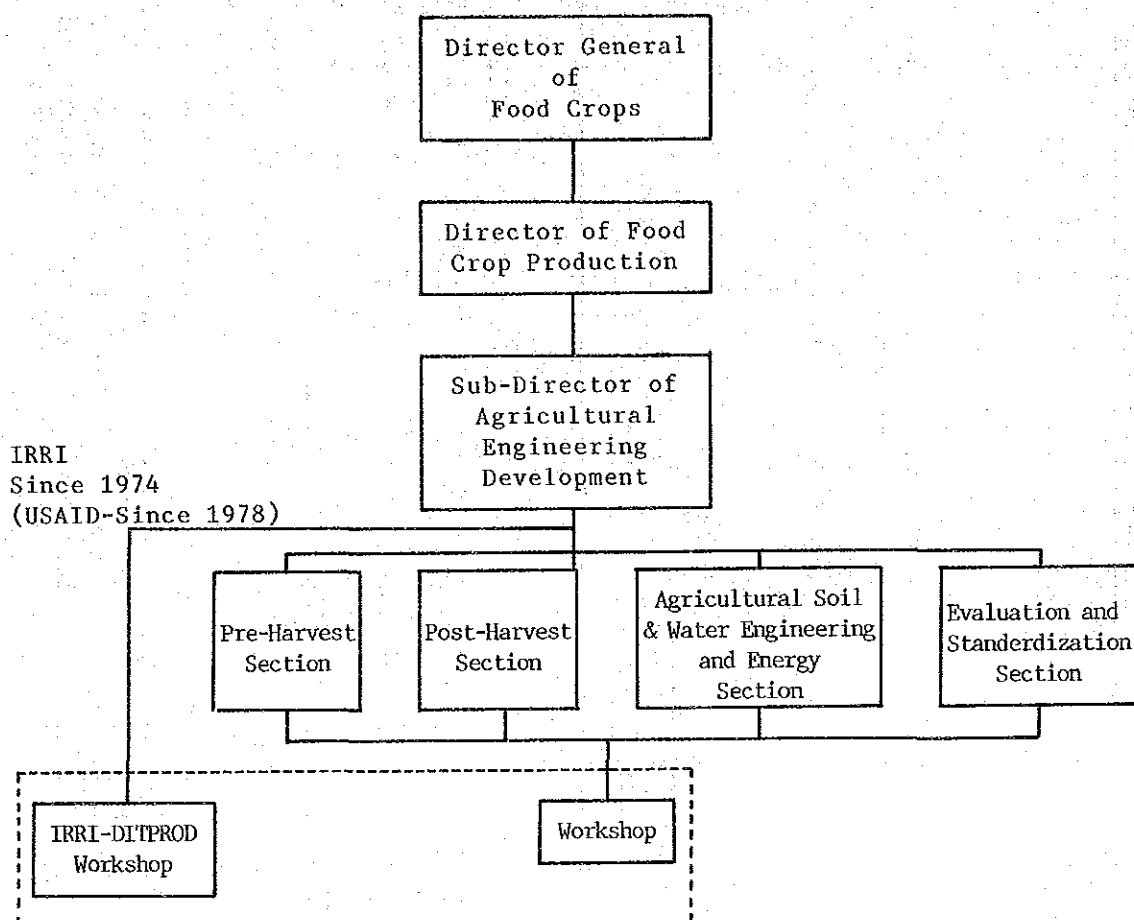 Director General
of
Food Crops
Director of Food
Crop Production
Sub-Director of
Agricultural
Engineering
Development
IRRI
Since 1974
(USAID-Since 1978)
Pre-Harvest
Section
Post-Harvest
Section
Agricultural Soil
& Water Engineering
and Energy
Section
Evaluation and
Standerdization
Section
IRRI-DITPROD
Workshop
Workshop